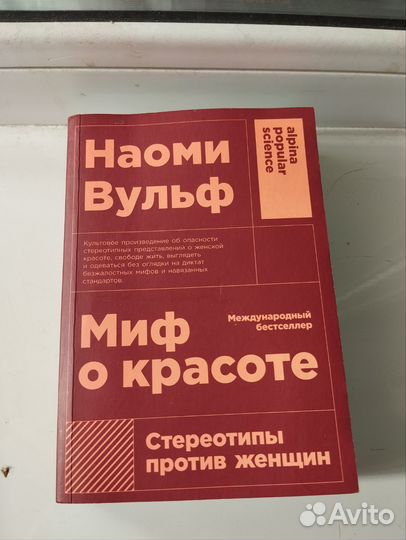 Наоми
Вульф
alpina
popular
science
Культовое произведение об опасности
стереотипных представлений о женской
красоте, свободе жить, выглядеть
и одеваться без оглядки на диктат
безжалостных мифов и навязанных
стандартов.
Международный
бестселлер
Миф
о красоте
Стереотипы
против женщин
Avito